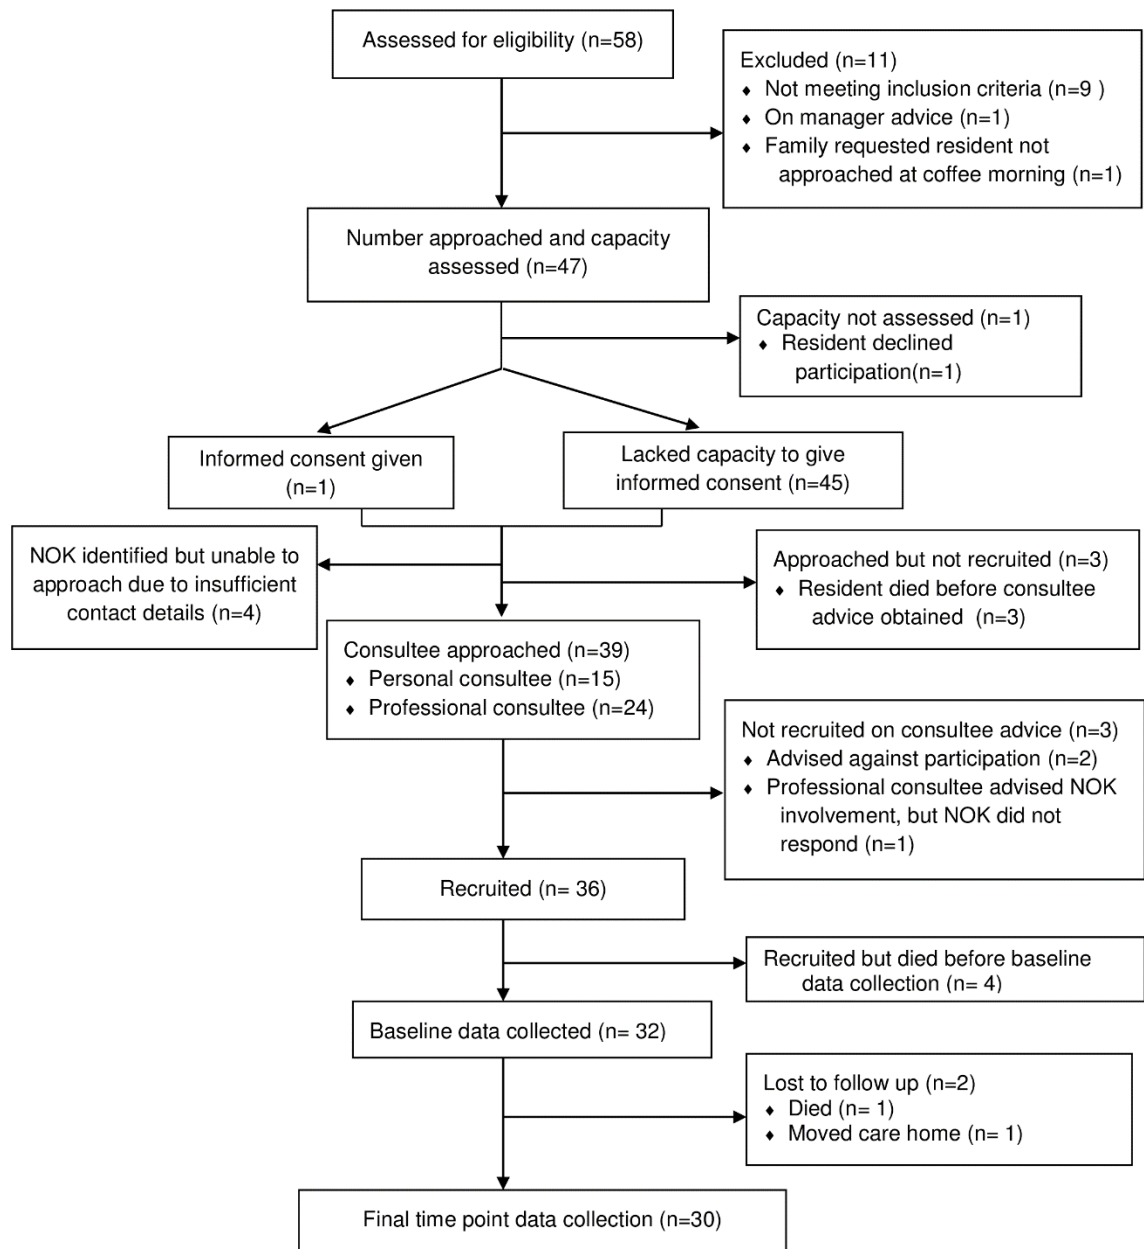 Assessed for eligibility (n=58)
Excluded (n=11)
♦ Not meeting inclusion criteria (n=9 )
♦ On manager advice (n=1)
♦ Family requested resident not
approached at coffee morning (n=1)
Number approached and capacity
assessed (n=47)
Capacity not assessed (n=1)
♦ Resident declined
participation(n=1)
Informed consent given
(n=1)
Lacked capacity to give
informed consent (n=45)
NOK identified but unable to
approach due to insufficient
contact details (n=4)
Approached but not recruited (n=3)
♦ Resident died before consultee
advice obtained (n=3)
Consultee approached (n=39)
♦ Personal consultee (n=15)
♦ Professional consultee (n=24)
Not recruited on consultee advice (n=3)
♦ Advised against participation (n=2)
♦ Professional consultee advised NOK
involvement, but NOK did not
respond (n=1)
Recruited (n= 36)
Recruited but died before baseline
data collection (n= 4)
Baseline data collected (n= 32)
Lost to follow up (n=2)
♦ Died (n= 1)
♦ Moved care home (n= 1)
Final time point data collection (n=30)